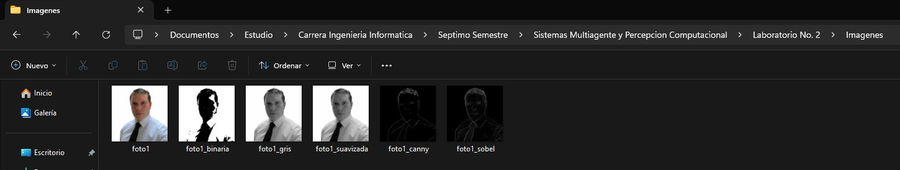 Imagenes
Documentos > Estudio > Carrera Ingenieria Informatica > Septimo Semestre > Sistemas Multiagente y Percepcion Computacional > Laboratorio No. 2 > Imagenes
Nuevo Ordenar Ver
Inicio
Galería
Escritorio
foto1 foto1_binaria foto1_gris foto1_suavizada foto1_canny foto1_sobel